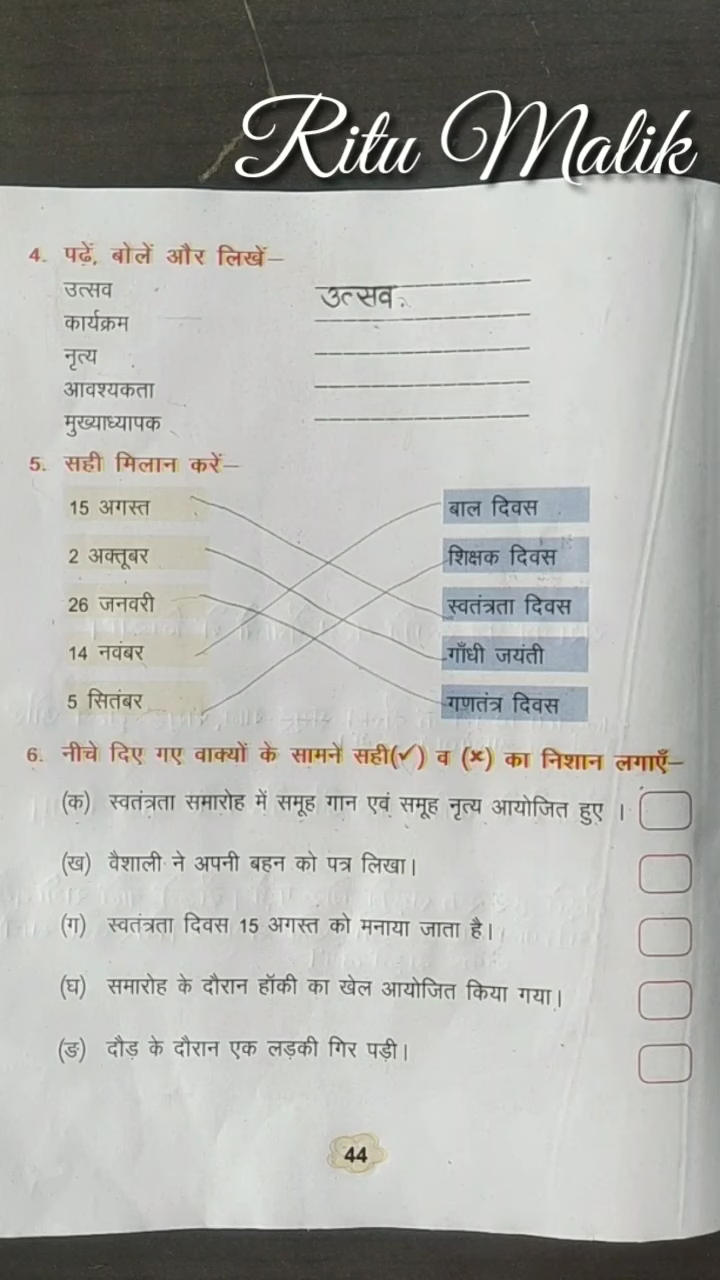 Ritu Malik
4. पढ़ें, बोलें और लिखें–
उत्सव उत्सव
कार्यक्रम
नृत्य
आवश्यकता
मुख्याध्यापक
5. सही मिलान करें–
15 अगस्त बाल दिवस
2 अक्तूबर शिक्षक दिवस
26 जनवरी स्वतंत्रता दिवस
14 नवंबर गाँधी जयंती
5 सितंबर गणतंत्र दिवस
6. नीचे दिए गए वाक्यों के सामने सही(✓) व (×) का निशान लगाएँ–
(क) स्वतंत्रता समारोह में समूह गान एवं समूह नृत्य आयोजित हुए ।
(ख) वैशाली ने अपनी बहन को पत्र लिखा।
(ग) स्वतंत्रता दिवस 15 अगस्त को मनाया जाता है।
(घ) समारोह के दौरान हॉकी का खेल आयोजित किया गया।
(ङ) दौड़ के दौरान एक लड़की गिर पड़ी।
44